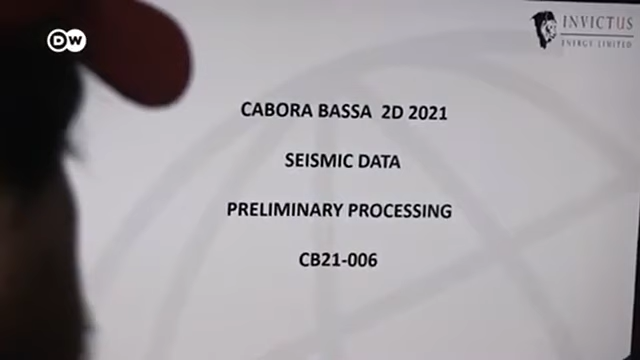 DW
INVICTUS
ENERGY LIMITED
CABORA BASSA 2D 2021
SEISMIC DATA
PRELIMINARY PROCESSING
CB21-006